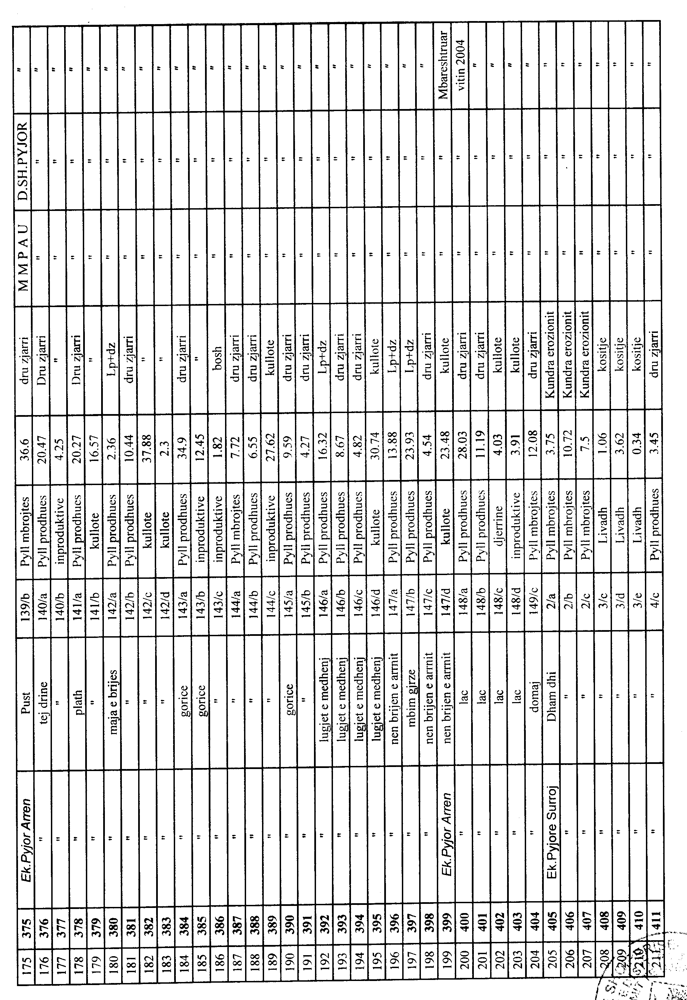 175 375 Ek.Pyjor Arren Pust 139/b Pyll mbrojtes 36.6 dru zjarri M M P A U D.SH.PYJOR "
176 376 " tej drine 140/a Pyll prodhues 20.47 Dru zjarri " " "
177 377 " " 140/b inproduktive 4.25 " " " "
178 378 " plath 141/a Pyll prodhues 20.27 Dru zjarri " " "
179 379 " " 141/b kullote 16.57 " " " "
180 380 " maja e brijes 142/a Pyll prodhues 2.36 Lp+dz " " "
181 381 " " 142/b Pyll prodhues 10.44 dru zjarri " " "
182 382 " " 142/c kullote 37.88 " " " "
183 383 " " 142/d kullote 2.3 " " " "
184 384 " gorice 143/a Pyll prodhues 34.9 dru zjarri " " "
185 385 " gorice 143/b inproduktive 12.45 " " " "
186 386 " " 143/c inproduktive 1.82 bosh " " "
187 387 " " 144/a Pyll mbrojtes 7.72 dru zjarri " " "
188 388 " " 144/b Pyll prodhues 6.55 dru zjarri " " "
189 389 " " 144/c inproduktive 27.62 kullote " " "
190 390 " gorice 145/a Pyll prodhues 9.59 dru zjarri " " "
191 391 " " 145/b Pyll prodhues 4.27 dru zjarri " " "
192 392 " lugjet e medhenj 146/a Pyll prodhues 16.32 Lp+dz " " "
193 393 " lugjet e medhenj 146/b Pyll prodhues 8.67 dru zjarri " " "
194 394 " lugjet e medhenj 146/c Pyll prodhues 4.82 dru zjarri " " "
195 395 " lugjet e medhenj 146/d kullote 30.74 kullote " " "
196 396 " nen brijen e arrnit 147/a Pyll prodhues 13.88 Lp+dz " " "
197 397 " mbim gjrze 147/b Pyll prodhues 23.93 Lp+dz " " "
198 398 " nen brijen e arrnit 147/c Pyll prodhues 4.54 dru zjarri " " "
199 399 Ek.Pyjor Arren nen brijen e arrnit 147/d kullote 23.48 kullote " " Mbareshtruar
200 400 " lac 148/a Pyll prodhues 28.03 dru zjarri " " vitin 2004
201 401 " lac 148/b Pyll prodhues 11.19 dru zjarri " " "
202 402 " lac 148/c djerrine 4.03 kullote " " "
203 403 " lac 148/d inproduktive 3.91 kullote " " "
204 404 " domaj 149/c Pyll mbrojtes 12.08 dru zjarri " " "
205 405 Ek.Pyjore Surroj Dham dhi 2/a Pyll mbrojtes 3.75 Kundra erozionit " " "
206 406 " " 2/b Pyll mbrojtes 10.72 Kundra erozionit " " "
207 407 " " 2/c Pyll mbrojtes 7.5 Kundra erozionit " " "
208 408 " " 3/c Livadh 1.06 kositje " " "
209 409 " " 3/d Livadh 3.62 kositje " " "
210 410 " " 3/e Livadh 0.34 kositje " " "
211 411 " " 4/c Pyll prodhues 3.45 dru zjarri " " "